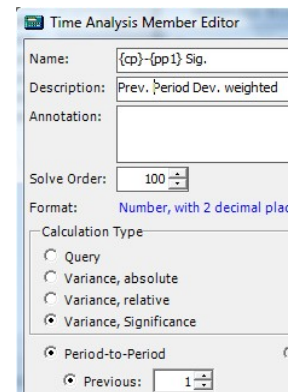 Time Analysis Member Editor
Name: {cp}-{pp1} Sig.
Description: Prev. Period Dev. weighted
Annotation:
Solve Order: 100
Format: Number, with 2 decimal plac
Calculation Type
Query
Variance, absolute
Variance, relative
Variance, Significance
Period-to-Period
Previous: 1